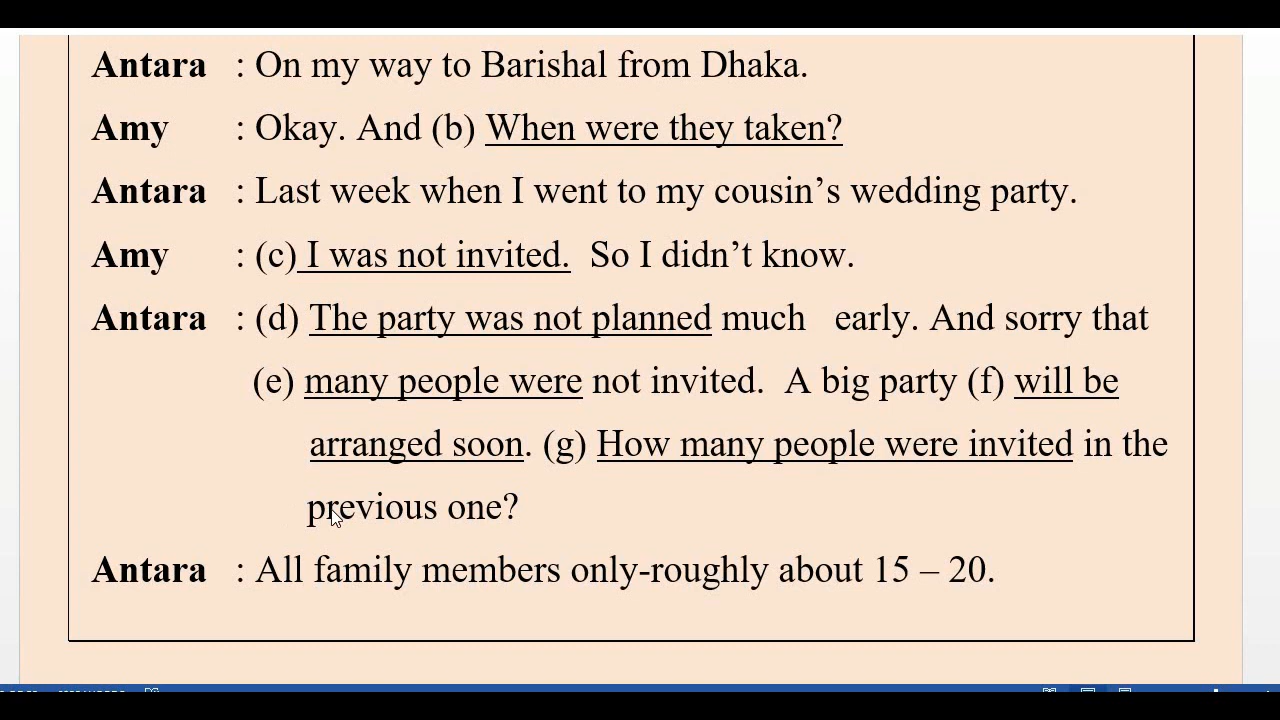 Antara : On my way to Barishal from Dhaka.
Amy : Okay. And (b) When were they taken?
Antara : Last week when I went to my cousin’s wedding party.
Amy : (c) I was not invited. So I didn’t know.
Antara : (d) The party was not planned much early. And sorry that
(e) many people were not invited. A big party (f) will be
arranged soon. (g) How many people were invited in the
previous one?
Antara : All family members only-roughly about 15 – 20.